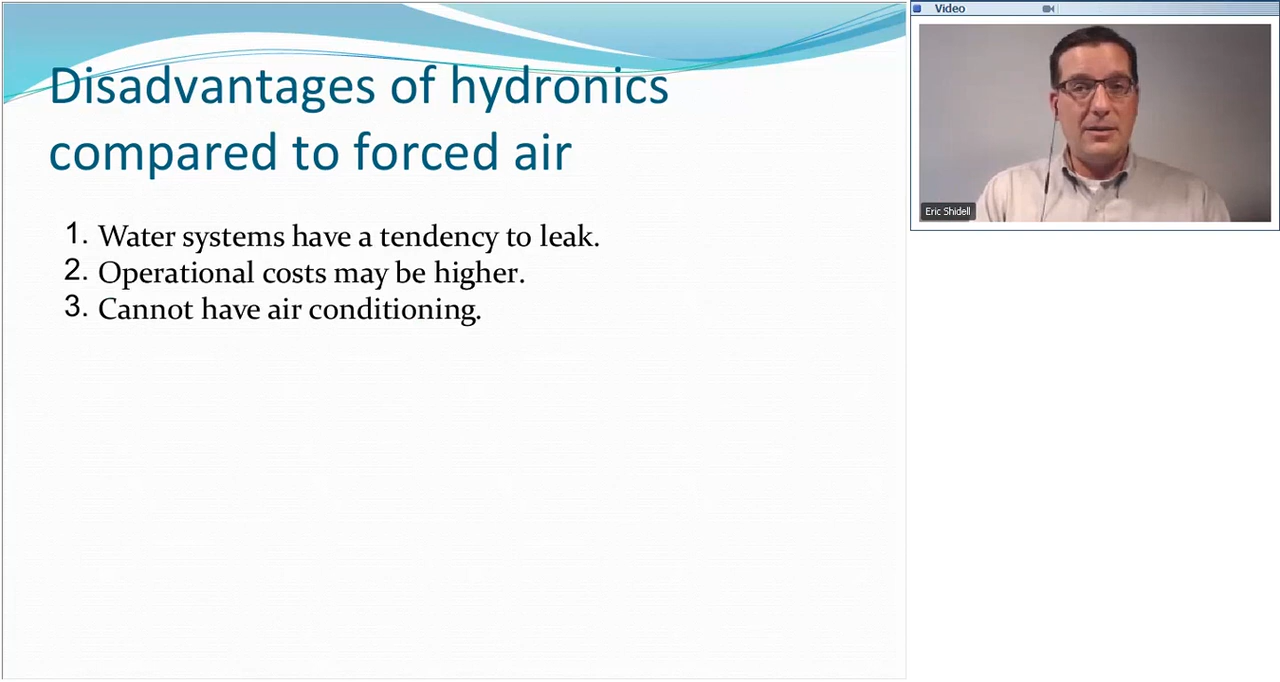 Disadvantages of hydronics
compared to forced air
1. Water systems have a tendency to leak.
2. Operational costs may be higher.
3. Cannot have air conditioning.
Video
Eric Shidell